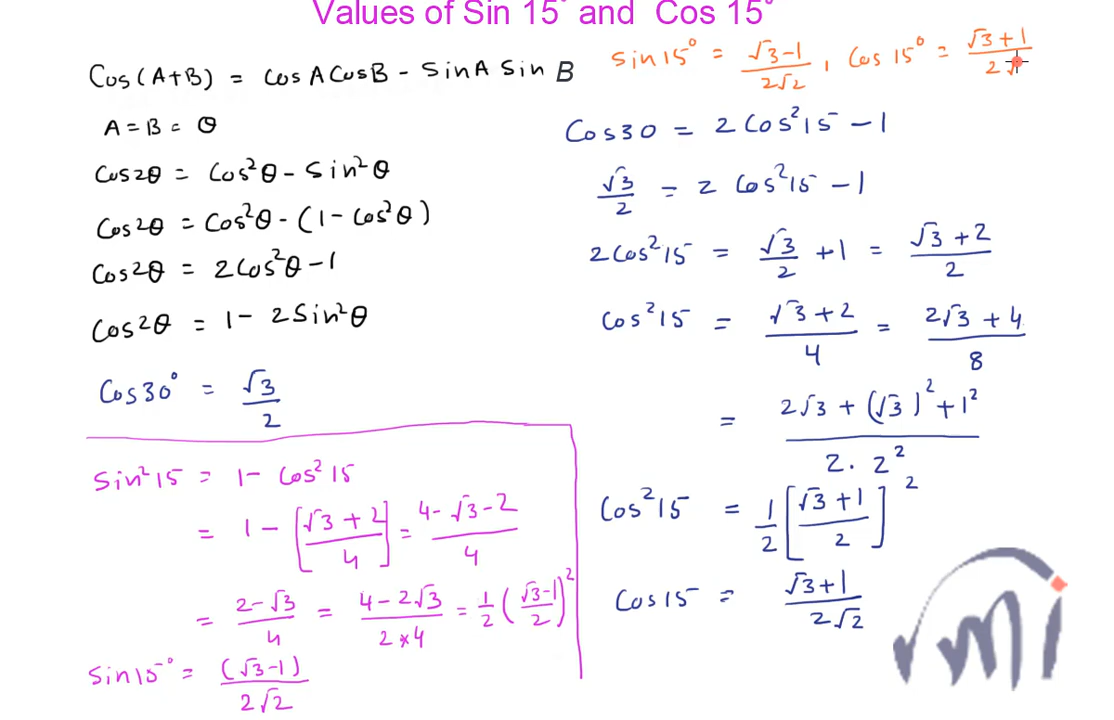 Values of Sin 15° and Cos 15°
Cos(A+B) = cosA CosB - SinA Sin B
A = B = θ
Cos2θ = Cos²θ - Sin²θ
Cos2θ = Cos²θ - (1 - Cos²θ)
Cos2θ = 2Cos²θ - 1
Cos2θ = 1 - 2Sin²θ
Cos30° = √3/2
Sin²15 = 1 - Cos²15
= 1 - [(√3+2)/4] = (4-√3-2)/4
= (2-√3)/4 = (4-2√3)/(2*4) = 1/2 ((√3-1)/2)²
Sin15° = (√3-1)/(2√2)
Sin15° = (√3-1)/(2√2), Cos15° = (√3+1)/(2√
Cos30 = 2Cos²15 - 1
√3/2 = 2 Cos²15 - 1
2Cos²15 = √3/2 + 1 = (√3+2)/2
Cos²15 = (√3+2)/4 = (2√3+4)/8
= (2√3 + (√3)² + 1²)/(2.2²)
Cos²15 = 1/2 [(√3+1)/2]²
Cos15 = (√3+1)/(2√2)
vmi